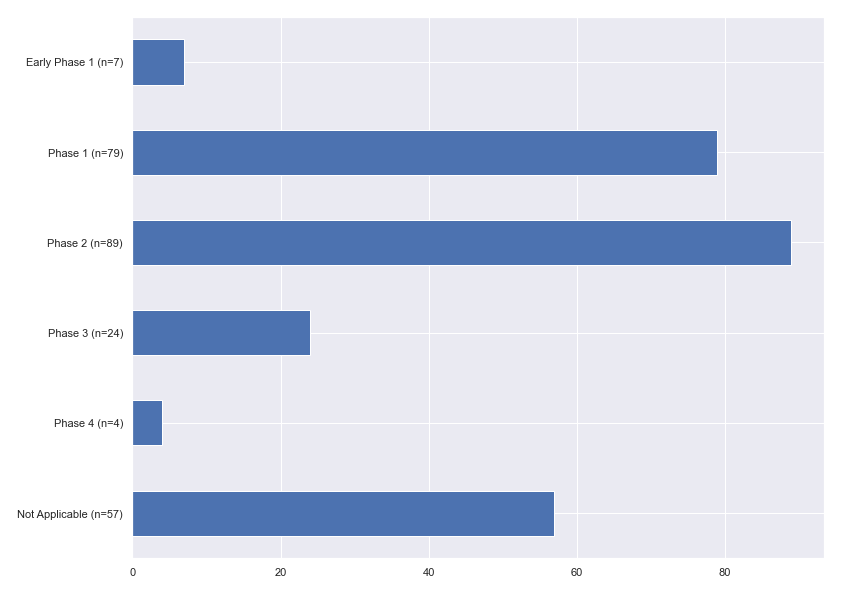 Early Phase 1 (n=7)
Phase 1 (n=79)
Phase 2 (n=89)
Phase 3 (n=24)
Phase 4 (n=4)
Not Applicable (n=57)
0 20 40 60 80